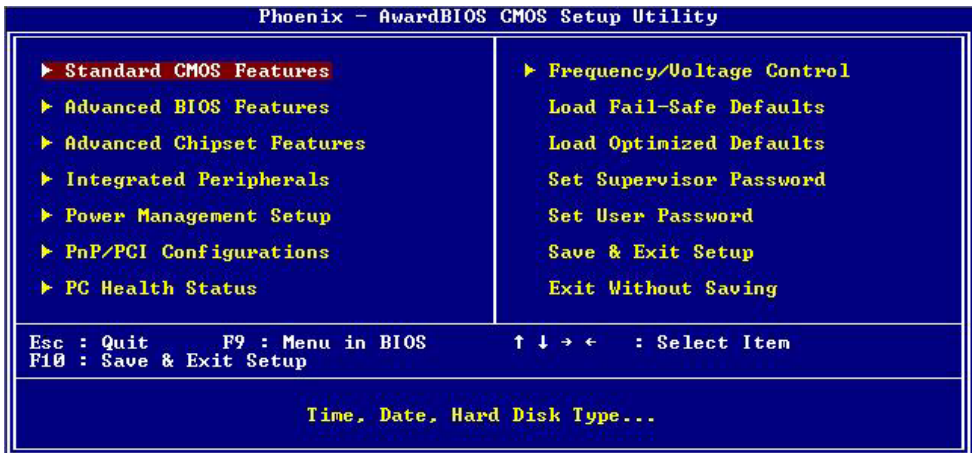 Phoenix - AwardBIOS CMOS Setup Utility
▶ Standard CMOS Features
▶ Advanced BIOS Features
▶ Advanced Chipset Features
▶ Integrated Peripherals
▶ Power Management Setup
▶ PnP/PCI Configurations
▶ PC Health Status
▶ Frequency/Voltage Control
Load Fail-Safe Defaults
Load Optimized Defaults
Set Supervisor Password
Set User Password
Save & Exit Setup
Exit Without Saving
Esc : Quit F9 : Menu in BIOS ↑ ↓ → ← : Select Item
F10 : Save & Exit Setup
Time, Date, Hard Disk Type...